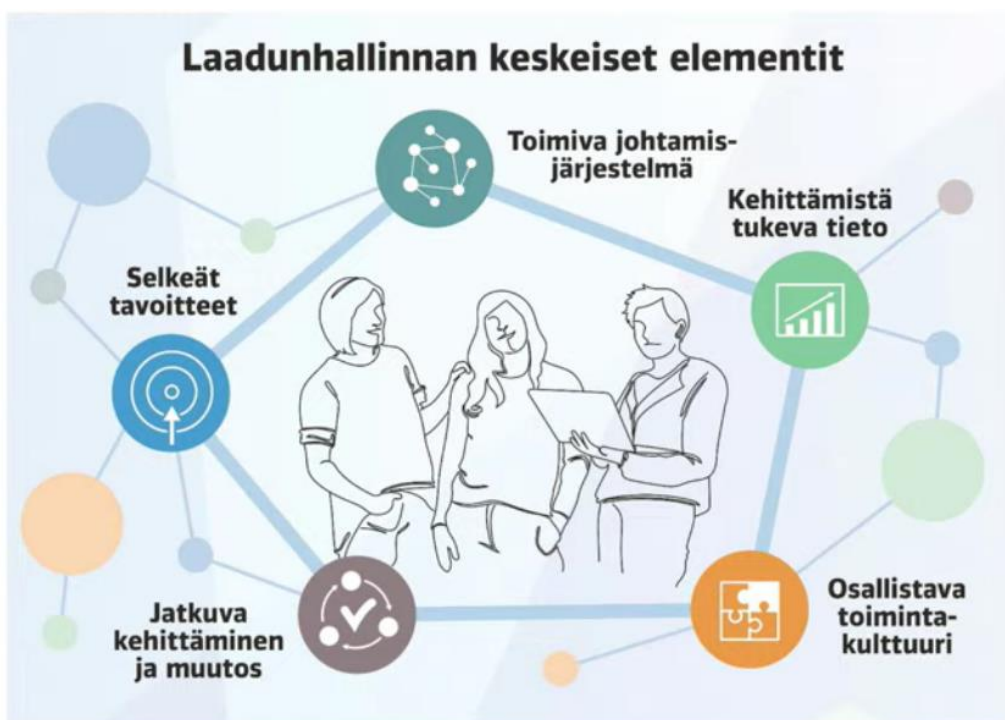 Laadunhallinnan keskeiset elementit
Toimiva johtamis-
järjestelmä
Kehittämistä
tukeva tieto
Selkeät
tavoitteet
Osallistava
toiminta-
kulttuuri
Jatkuva
kehittäminen
ja muutos